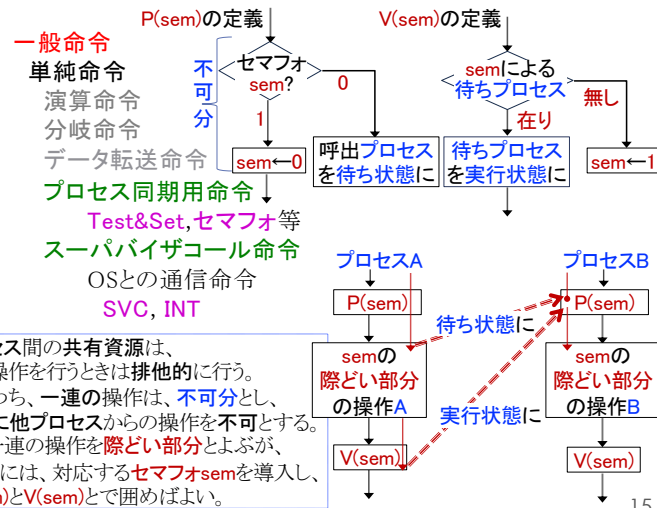 一般命令
単純命令
演算命令
分岐命令
データ転送命令
プロセス同期用命令
Test&Set,セマフォ等
スーパバイザコール命令
OSとの通信命令
SVC, INT
P(sem)の定義
不可分
セマフォ
sem?
0
1
sem←0
呼出プロセス
を待ち状態に
V(sem)の定義
semによる
待ちプロセス
無し
在り
待ちプロセス
を実行状態に
sem←1
ス間の共有資源は、
操作を行うときは排他的に行う。
わち、一連の操作は、不可分とし、
に他プロセスからの操作を不可とする。
一連の操作を際どい部分とよぶが、
には、対応するセマフォsemを導入し、
)とV(sem)とで囲めばよい。
プロセスA
P(sem)
semの
際どい部分
の操作A
V(sem)
待ち状態に
実行状態に
プロセスB
P(sem)
semの
際どい部分
の操作B
V(sem)
15